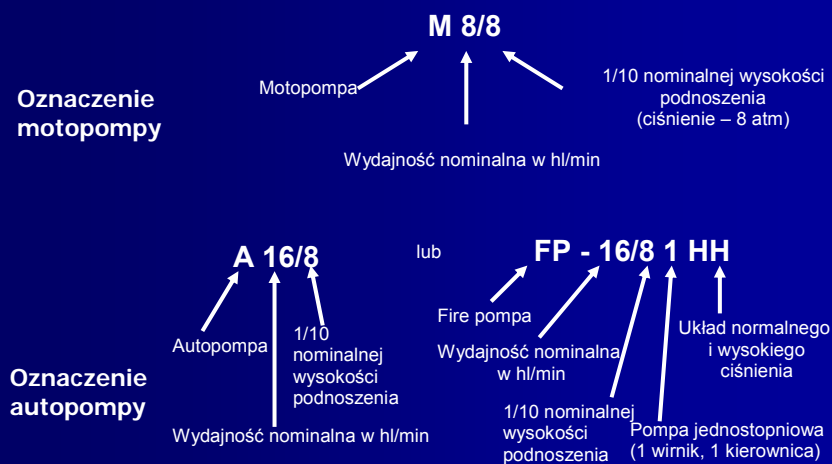 M 8/8
Motopompa
1/10 nominalnej wysokości
podnoszenia
(ciśnienie – 8 atm)
Oznaczenie
motopompy
Wydajność nominalna w hl/min
A 16/8
lub
FP - 16/8 1 HH
Autopompa
1/10
nominalnej
wysokości
podnoszenia
Wydajność nominalna w hl/min
Oznaczenie
autopompy
Fire pompa
Wydajność nominalna
w hl/min
Układ normalnego
i wysokiego
ciśnienia
1/10 nominalnej
wysokości
podnoszenia
Pompa jednostopniowa
(1 wirnik, 1 kierownica)